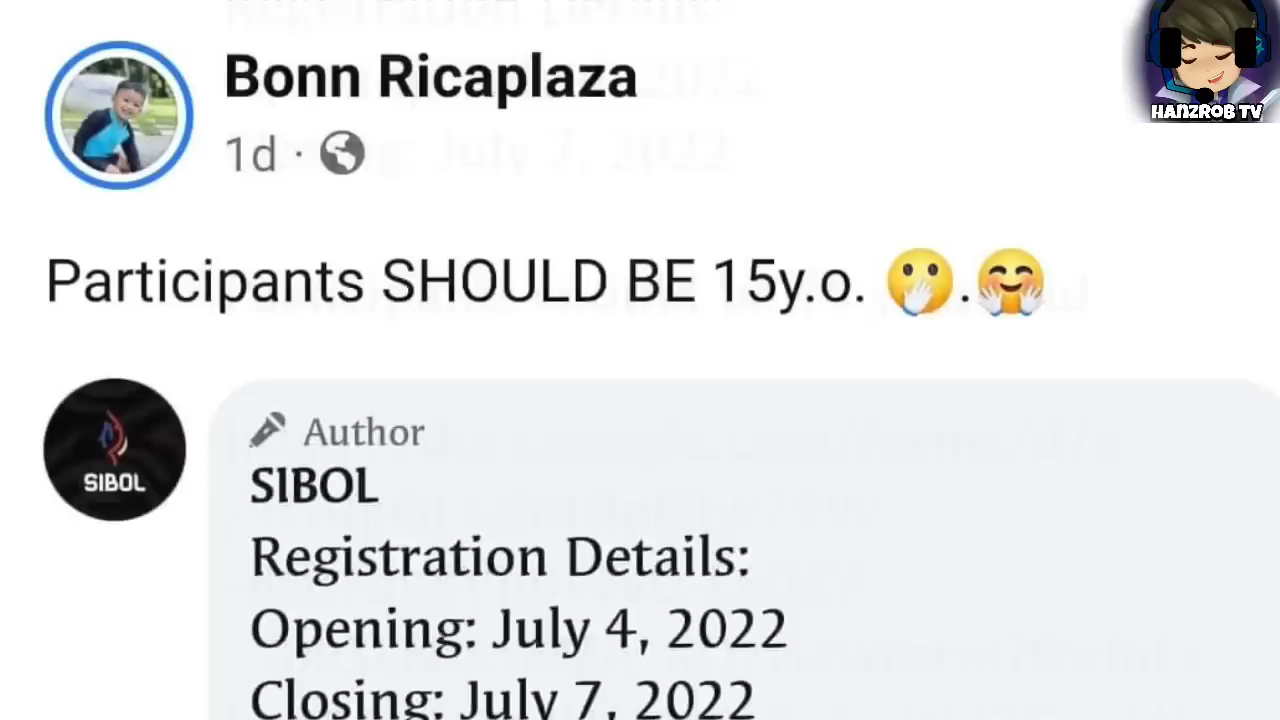 HANZROB TV
Bonn Ricaplaza
1d ·
Participants SHOULD BE 15y.o. 🫢.🤗
SIBOL
Author
SIBOL
Registration Details:
Opening: July 4, 2022
Closing: July 7, 2022